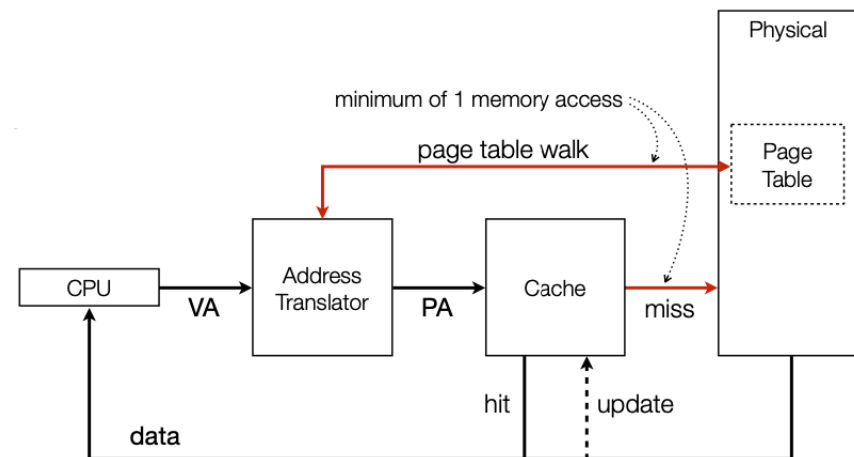 Physical
minimum of 1 memory access
page table walk
Page
Table
CPU
VA
Address
Translator
PA
Cache
miss
hit
update
data